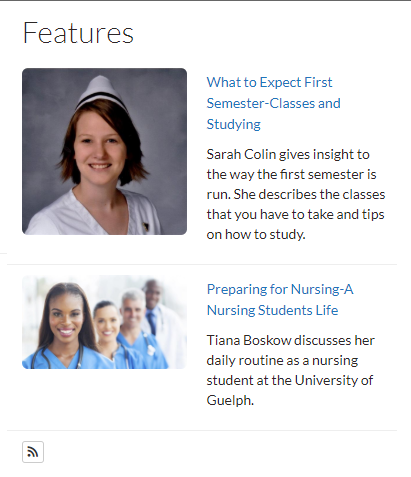 Features
What to Expect First
Semester-Classes and
Studying
Sarah Colin gives insight to
the way the first semester is
run. She describes the classes
that you have to take and tips
on how to study.
Preparing for Nursing-A
Nursing Students Life
Tiana Boskow discusses her
daily routine as a nursing
student at the University of
Guelph.